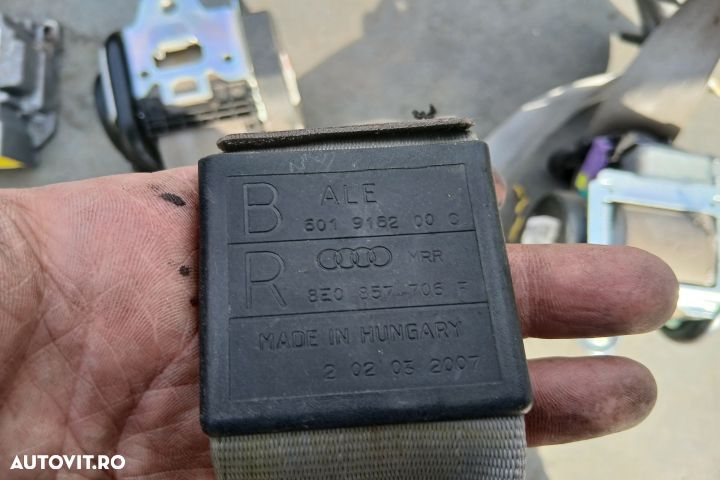 B ALE
601 9162 00 C
R MRR
8E0 857 706 F
MADE IN HUNGARY
2 02 03 2007
AUTOVIT.RO